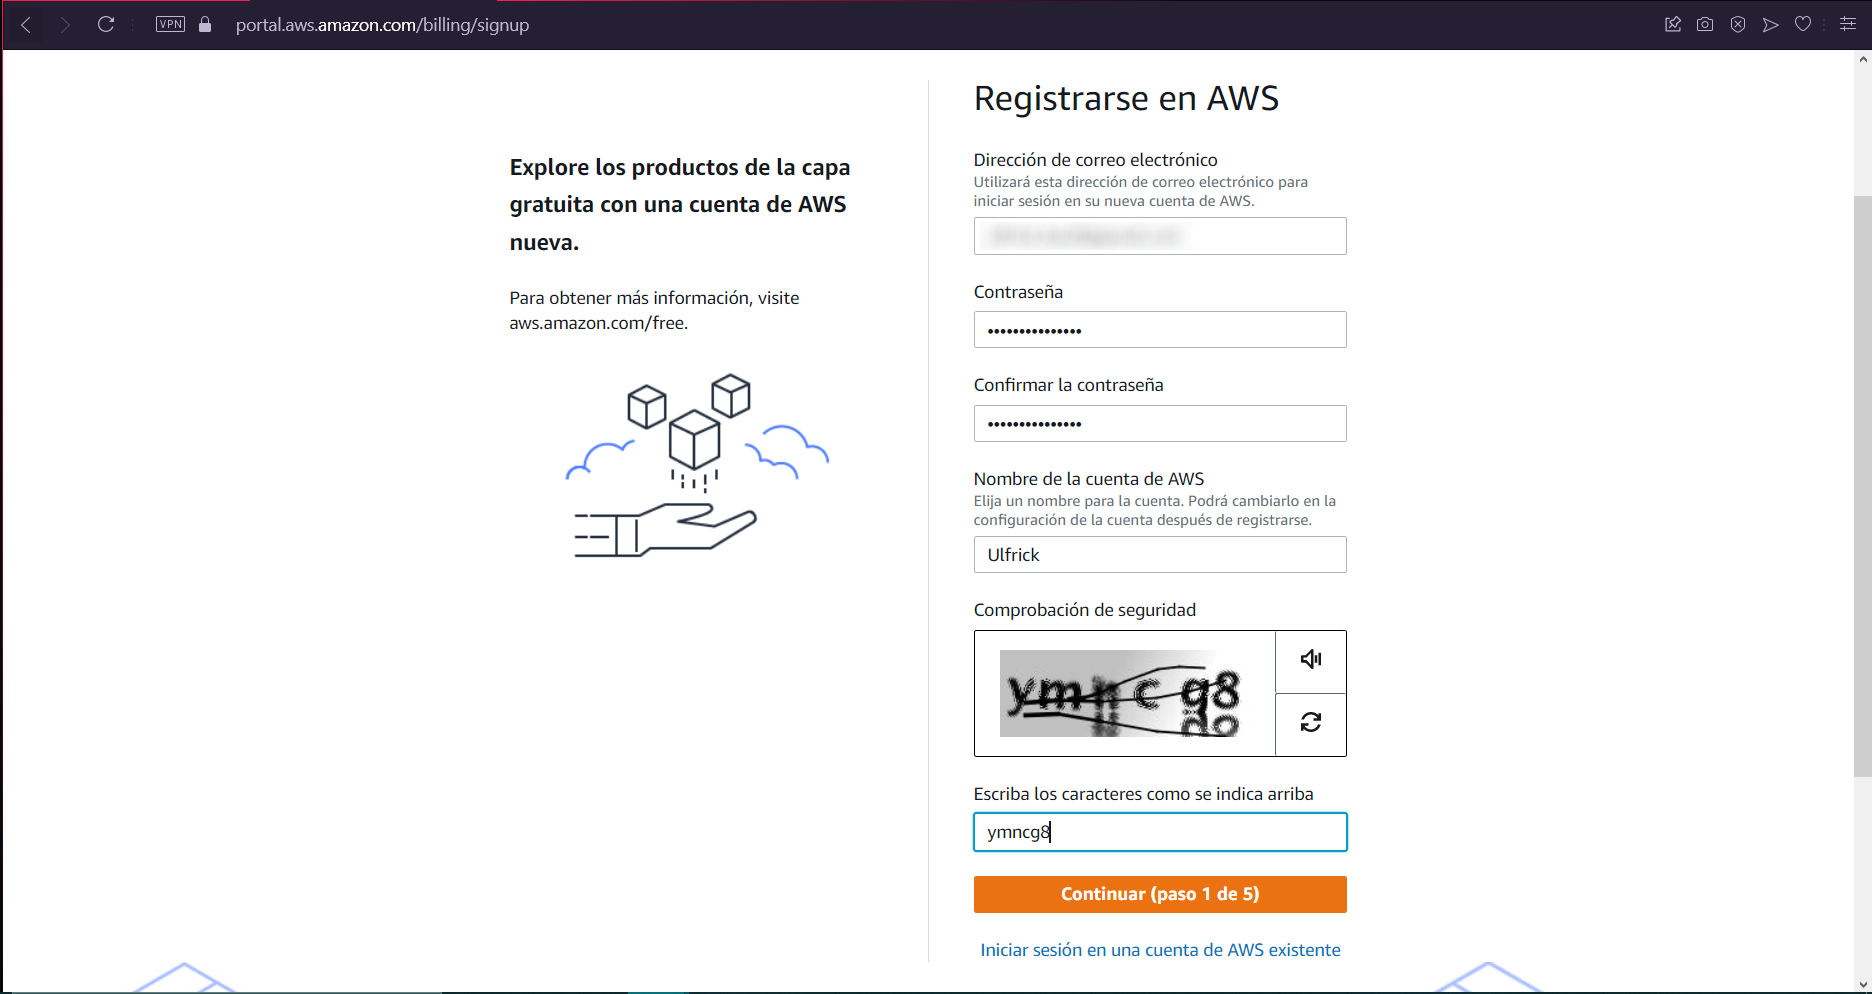 VPN
portal.aws.amazon.com/billing/signup
Explore los productos de la capa
gratuita con una cuenta de AWS
nueva.
Para obtener más información, visite
aws.amazon.com/free.
Registrarse en AWS
Dirección de correo electrónico
Utilizará esta dirección de correo electrónico para
iniciar sesión en su nueva cuenta de AWS.
Contraseña
•••••••••••••••
Confirmar la contraseña
•••••••••••••••
Nombre de la cuenta de AWS
Elija un nombre para la cuenta. Podrá cambiarlo en la
configuración de la cuenta después de registrarse.
Ulfrick
Comprobación de seguridad
ymncg8
Escriba los caracteres como se indica arriba
ymncg8
Continuar (paso 1 de 5)
Iniciar sesión en una cuenta de AWS existente